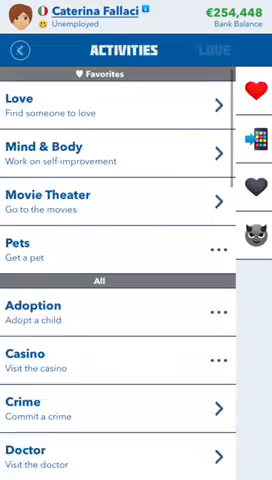 Caterina Fallaci
€254,448
Unemployed
Bank Balance
ACTIVITIES
LOVE
Favorites
Love
Find someone to love
Mind & Body
Work on self-improvement
Movie Theater
Go to the movies
Pets
Get a pet
All
Adoption
Adopt a child
Casino
Visit the casino
Crime
Commit a crime
Doctor
Visit the doctor